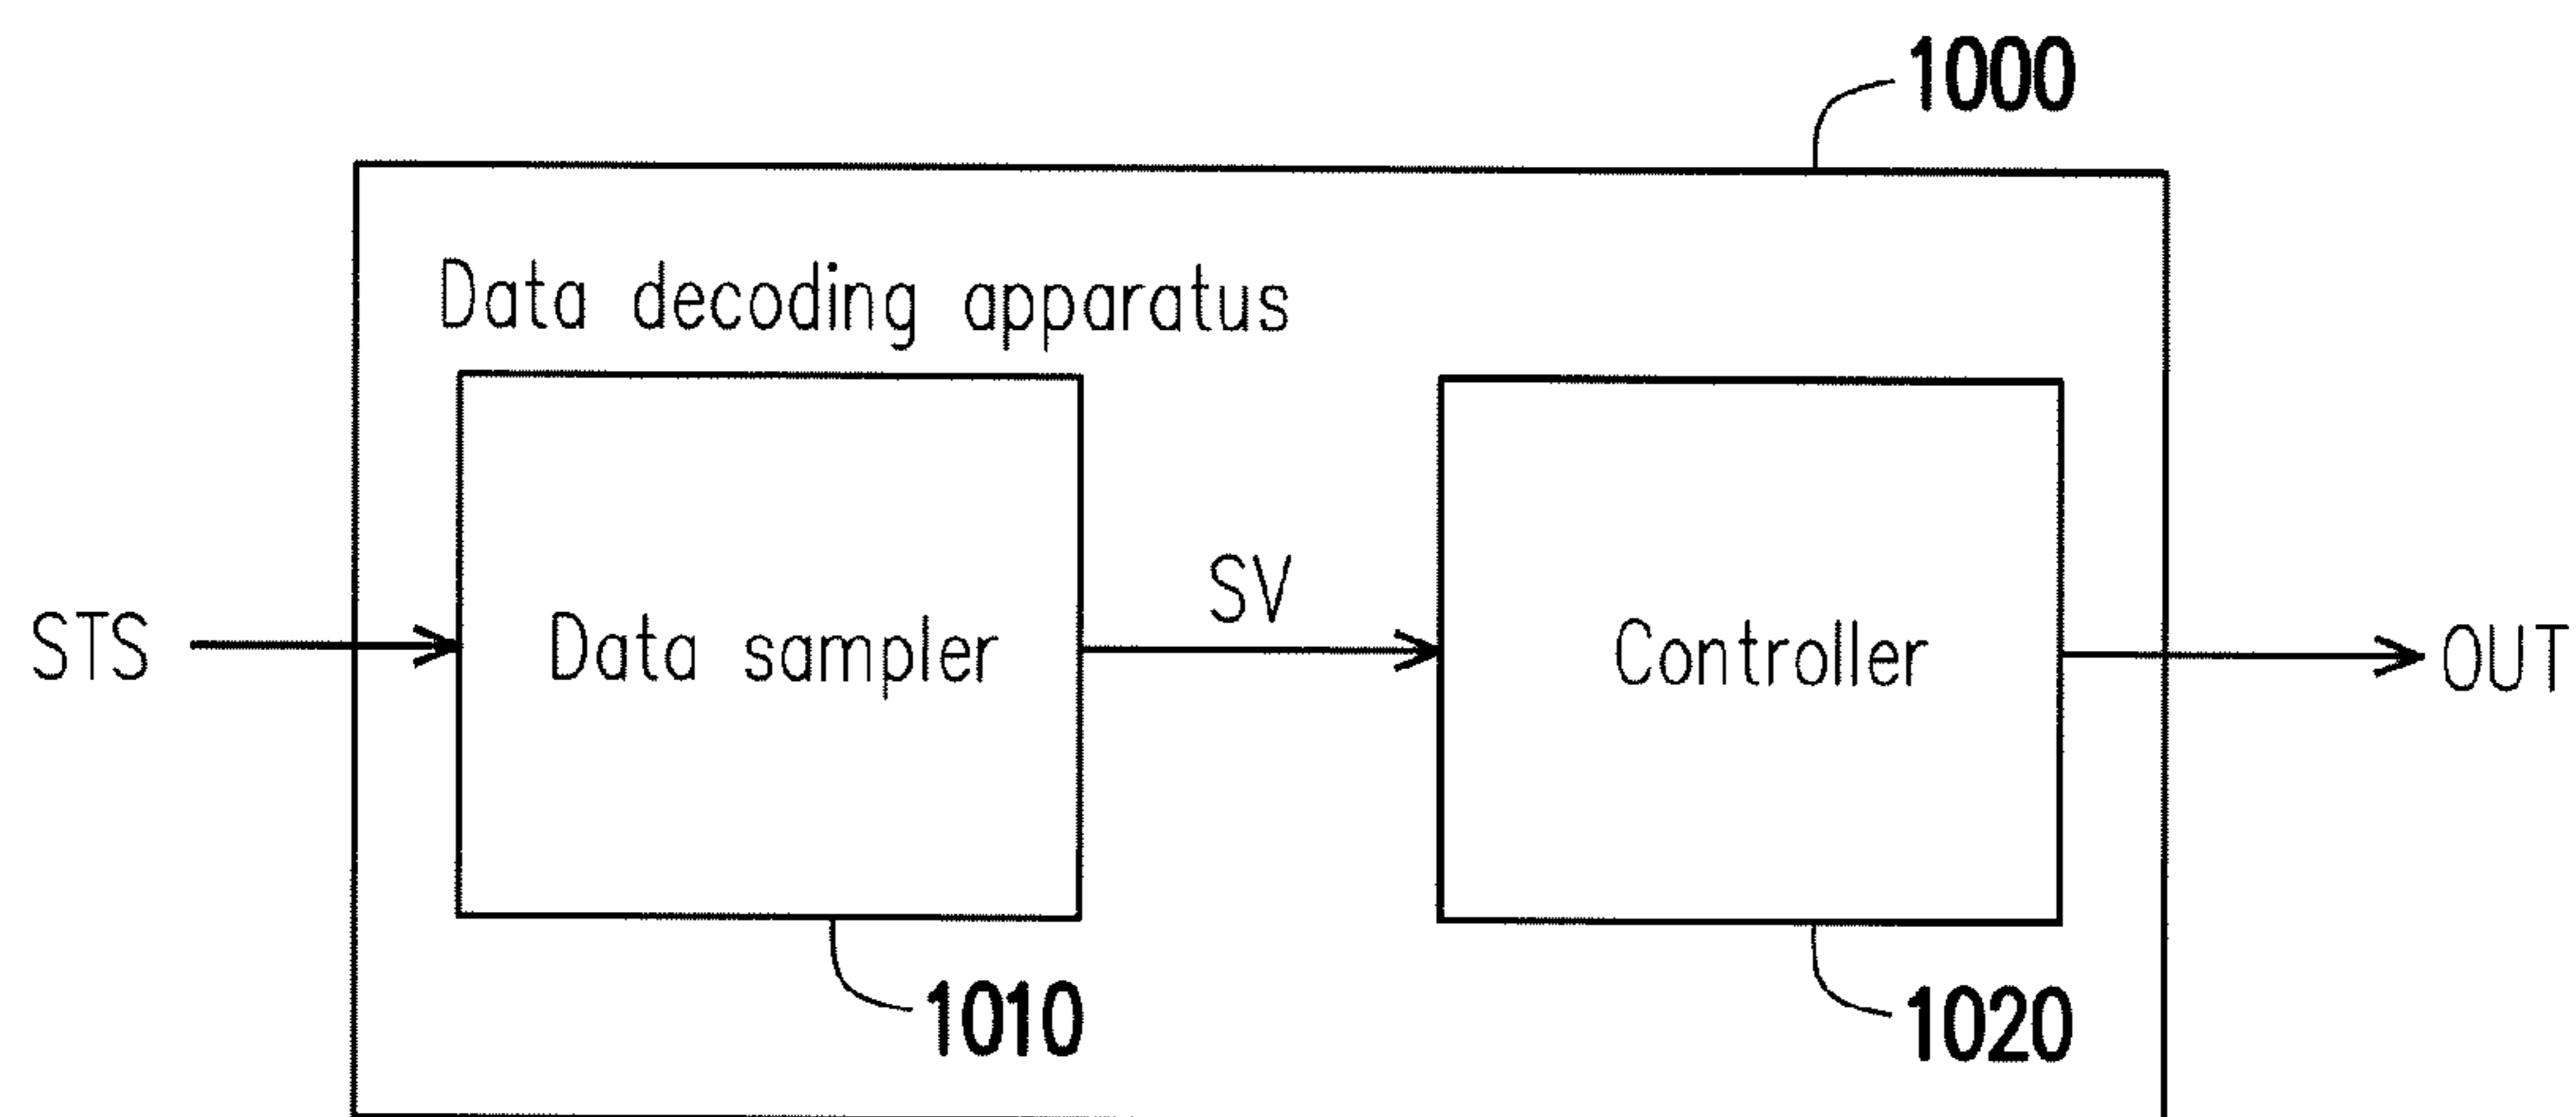 1000
Data decoding apparatus
STS
Data sampler
SV
Controller
OUT
1010
1020